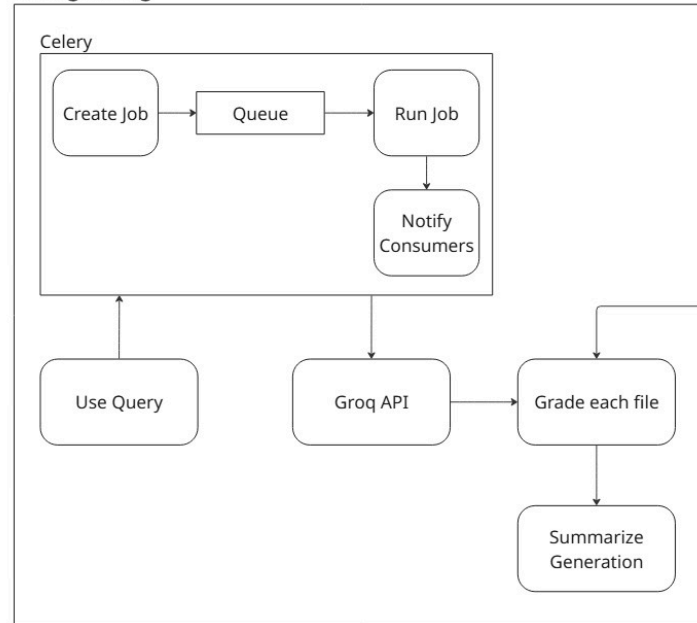 Celery
Create Job
Queue
Run Job
Notify
Consumers
Use Query
Groq API
Grade each file
Summarize
Generation